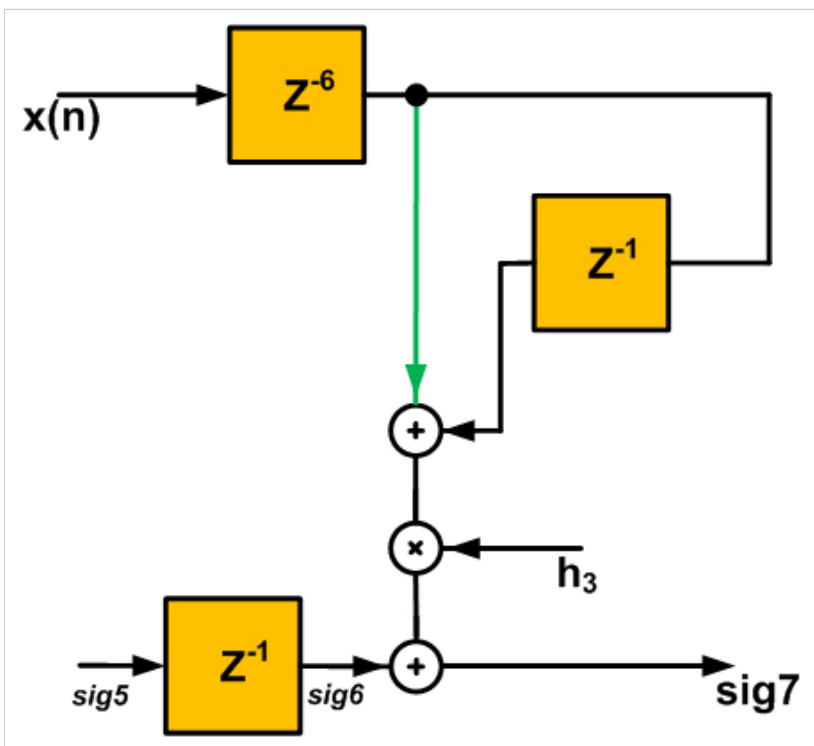 Z⁻⁶
x(n)
Z⁻¹
+
×
h₃
Z⁻¹
+
sig5
sig6
sig7